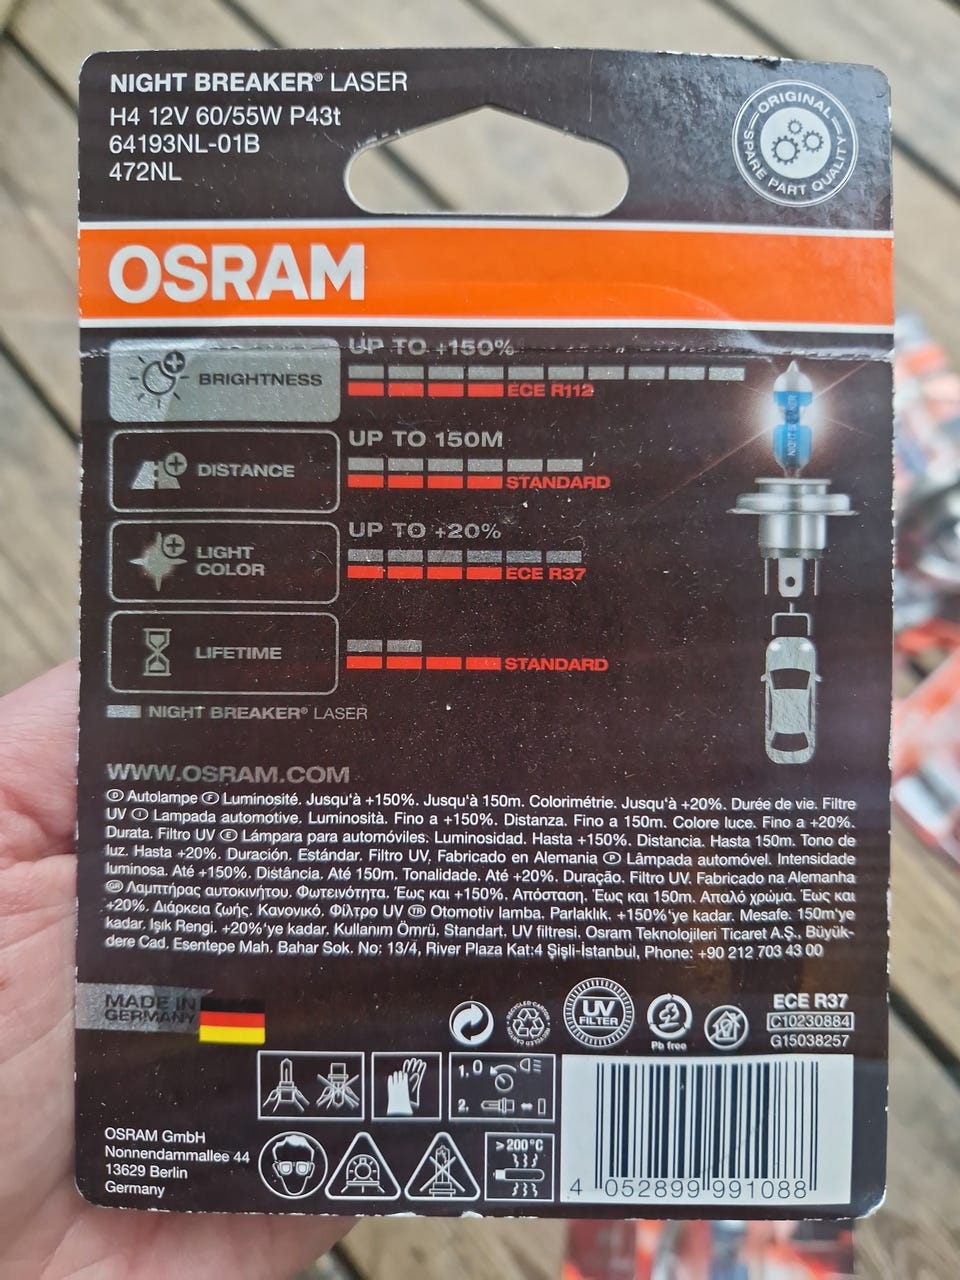 NIGHT BREAKER® LASER
H4 12V 60/55W P43t
64193NL-01B
472NL
ORIGINAL
SPARE PART QUALITY
OSRAM
BRIGHTNESS
UP TO +150%
ECE R112
DISTANCE
UP TO 150M
STANDARD
LIGHT
COLOR
UP TO +20%
ECE R37
LIFETIME
STANDARD
NIGHT BREAKER® LASER
NIGHT BREAKER
WWW.OSRAM.COM
Ⓓ Autolampe Ⓕ Luminosité. Jusqu'à +150%. Jusqu'à 150m. Colorimétrie. Jusqu'à +20%. Durée de vie. Filtre
UV Ⓘ Lampada automotive. Luminosità. Fino a +150%. Distanza. Fino a 150m. Colore luce. Fino a +20%.
Durata. Filtro UV Ⓔ Lámpara para automóviles. Luminosidad. Hasta +150%. Distancia. Hasta 150m. Tono de
luz. Hasta +20%. Duración. Estándar. Filtro UV, Fabricado en Alemania Ⓟ Lâmpada automóvel. Intensidade
luminosa. Até +150%. Distância. Até 150m. Tonalidade. Até +20%. Duração. Filtro UV. Fabricado na Alemanha
GR Λαμπτήρας αυτοκινήτου. Φωτεινότητα. Έως και +150%. Απόσταση. Έως και 150m. Απαλό χρώμα. Έως και
+20%. Διάρκεια ζωής. Κανονικό. Φίλτρο UV TR Otomotiv lamba. Parlaklık. +150%'ye kadar. Mesafe. 150m'ye
kadar. Işık Rengi. +20%'ye kadar. Kullanım Ömrü. Standart. UV filtresi. Osram Teknolojileri Ticaret A.Ş., Büyük-
dere Cad. Esentepe Mah. Bahar Sok. No: 13/4, River Plaza Kat:4 Şişli-İstanbul, Phone: +90 212 703 43 00
MADE IN
GERMANY
RECYCLED CARTON
RECYCLED CARTON
UV
FILTER
Pb free
ECE R37
C10230884
G15038257
1. 0
2.
>200°C
OSRAM GmbH
Nonnendammallee 44
13629 Berlin
Germany
4 052899 991088